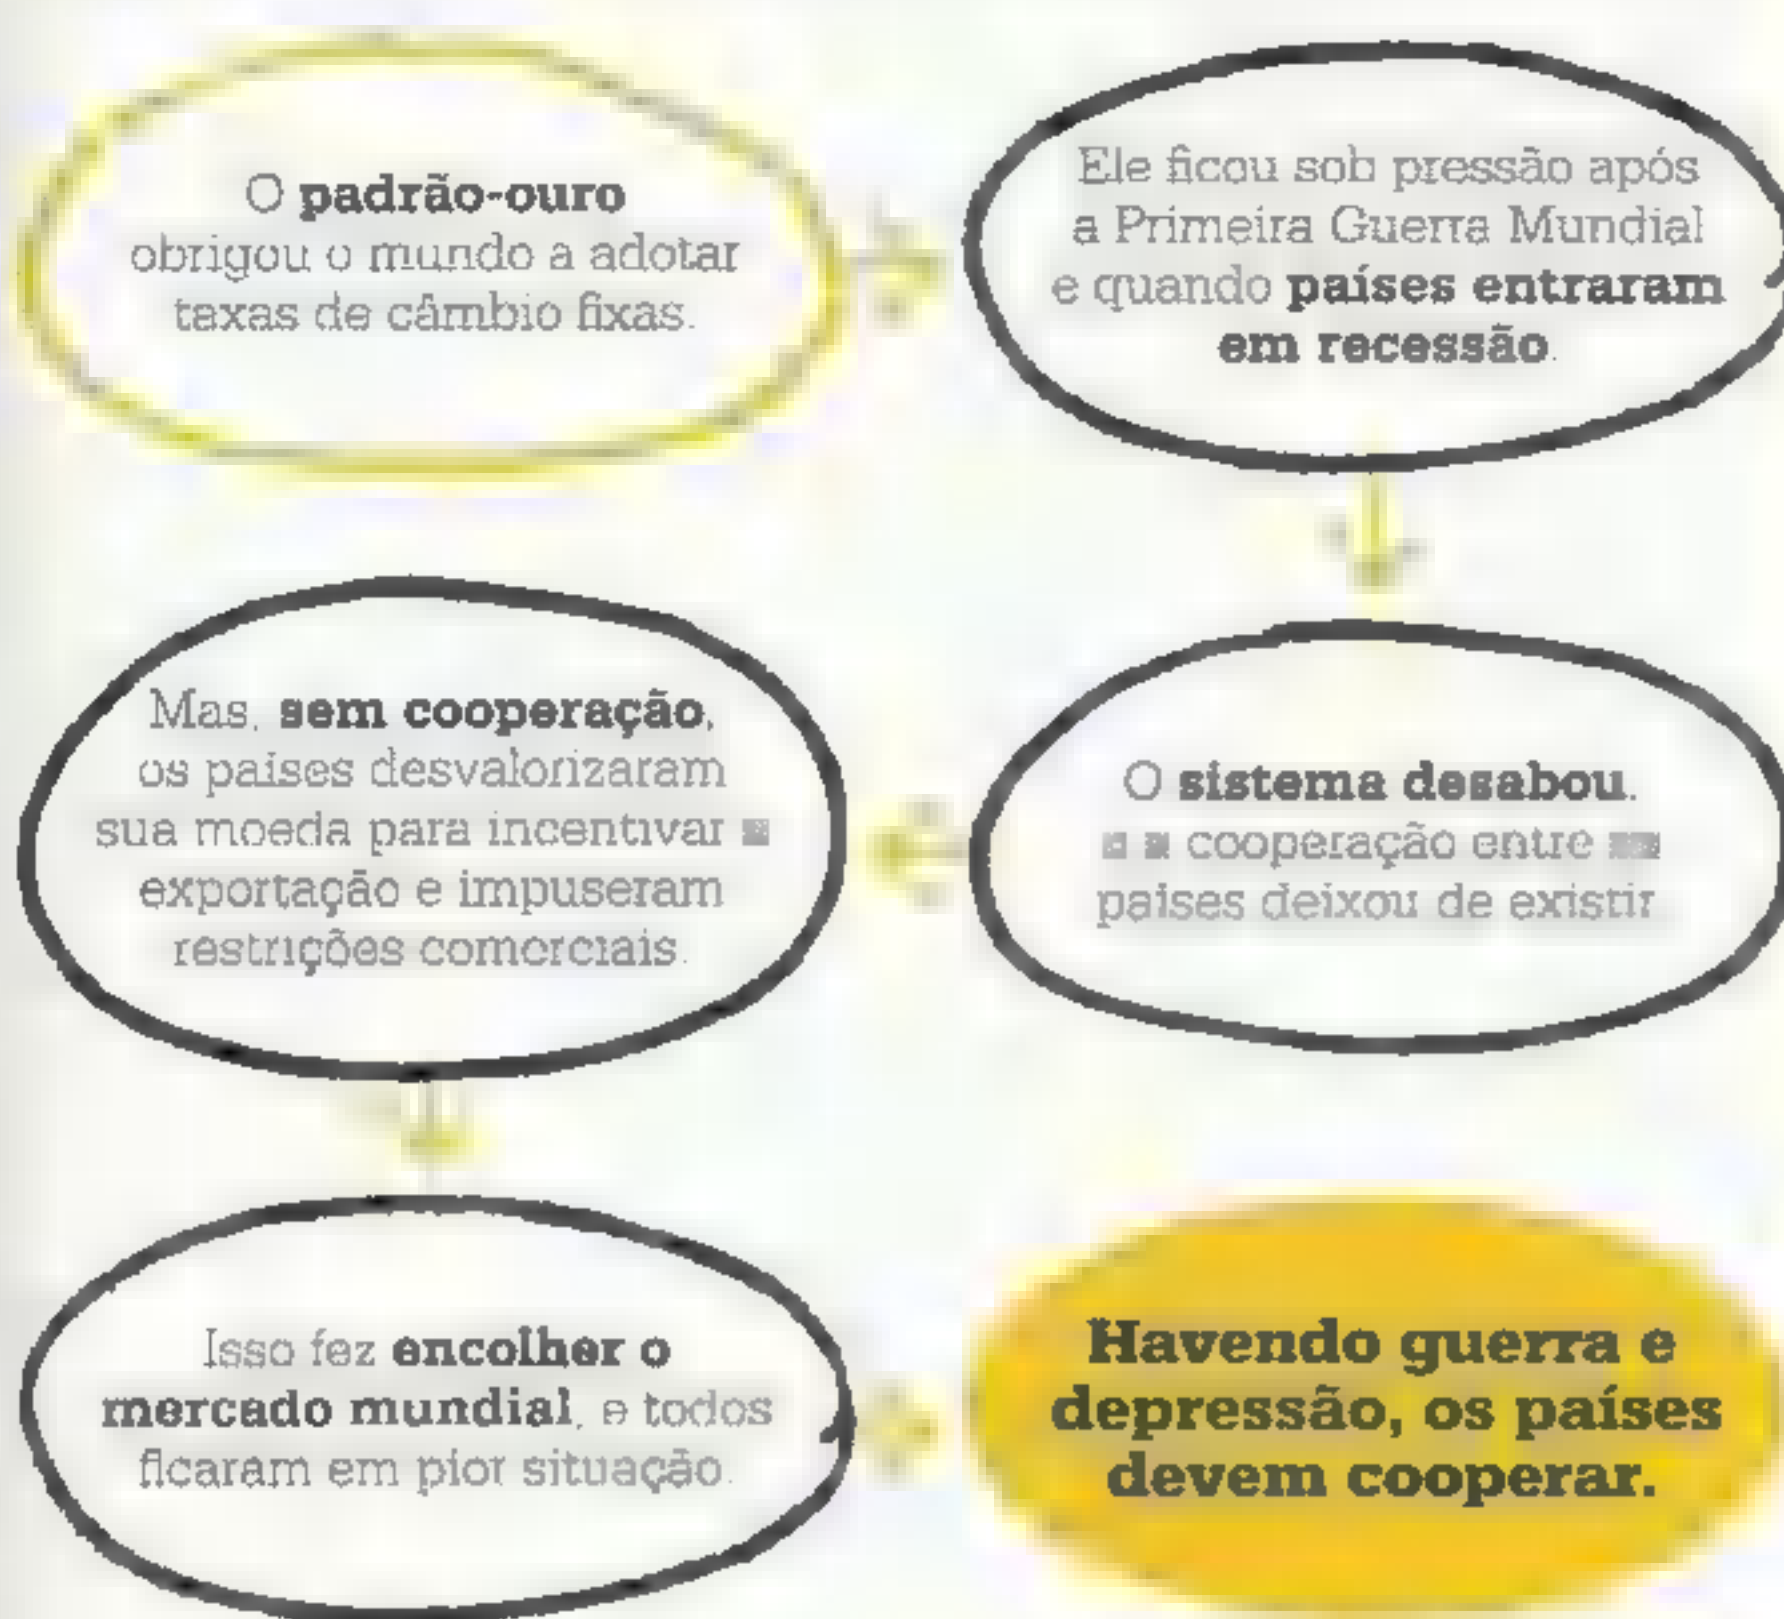 O padrão-ouro
obrigou o mundo a adotar
taxas de câmbio fixas.
Ele ficou sob pressão após
a Primeira Guerra Mundial
e quando países entraram
em recessão.
O sistema desabou,
cooperação entre
países deixou de existir
Mas, sem cooperação,
os países desvalorizaram
sua moeda para incentivar
exportação e impuseram
restrições comerciais.
Isso fez encolher o
mercado mundial, e todos
ficaram em pior situação.
Havendo guerra e
depressão, os países
devem cooperar.